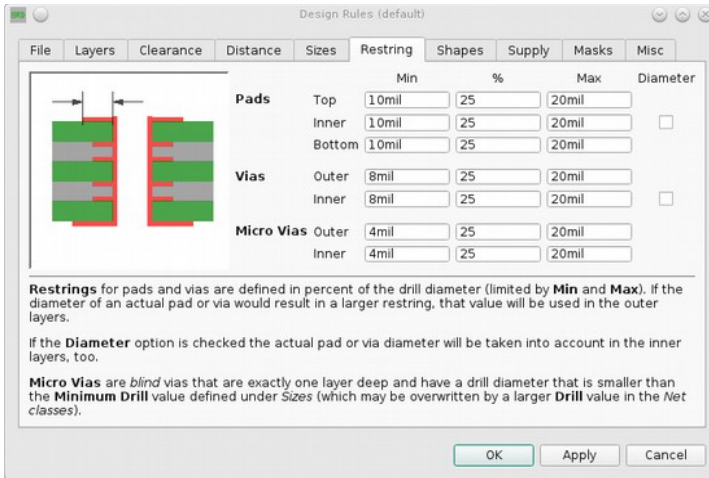 Design Rules (default)
File Layers Clearance Distance Sizes Restring Shapes Supply Masks Misc
Min % Max Diameter
Pads Top 10mil 25 20mil
Inner 10mil 25 20mil
Bottom 10mil 25 20mil
Vias Outer 8mil 25 20mil
Inner 8mil 25 20mil
Micro Vias Outer 4mil 25 20mil
Inner 4mil 25 20mil
Restrings for pads and vias are defined in percent of the drill diameter (limited by Min and Max). If the
diameter of an actual pad or via would result in a larger restring, that value will be used in the outer
layers.
If the Diameter option is checked the actual pad or via diameter will be taken into account in the inner
layers, too.
Micro Vias are blind vias that are exactly one layer deep and have a drill diameter that is smaller than
the Minimum Drill value defined under Sizes (which may be overwritten by a larger Drill value in the Net
classes).
OK Apply Cancel